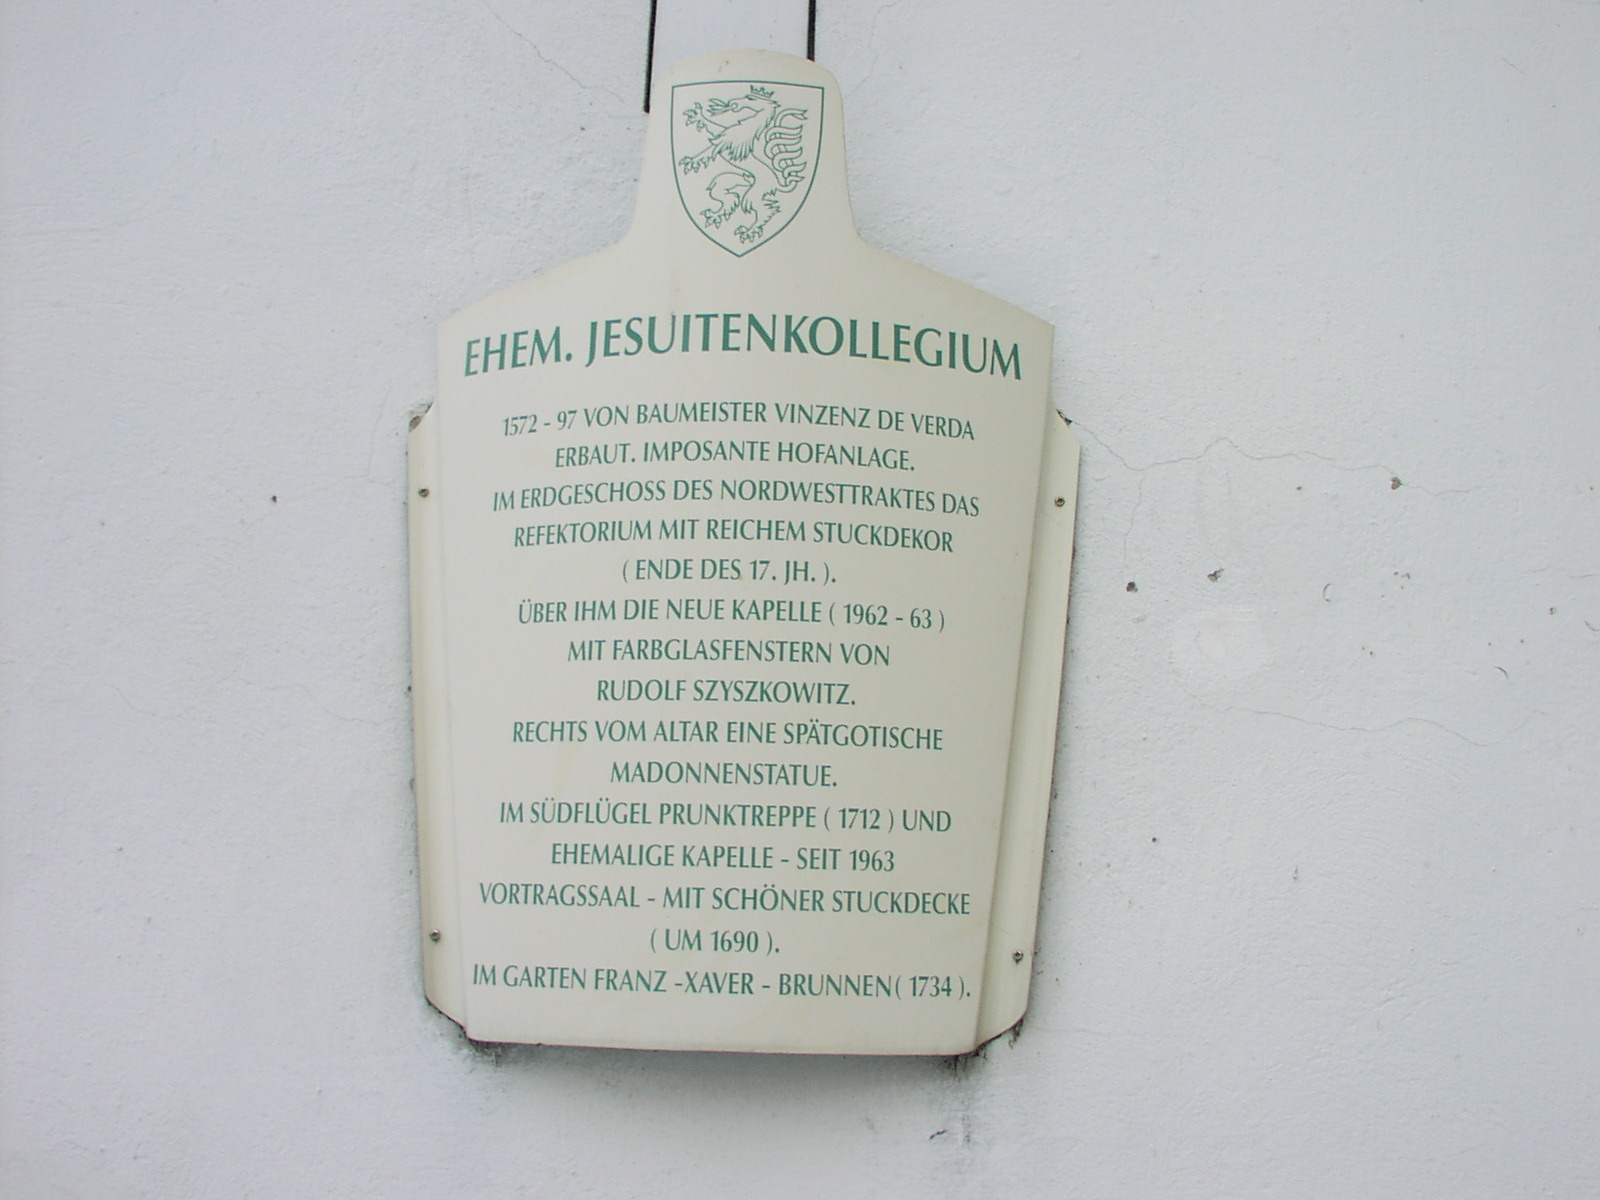 EHEM. JESUITENKOLLEGIUM
1572 - 97 VON BAUMEISTER VINZENZ DE VERDA
ERBAUT. IMPOSANTE HOFANLAGE.
IM ERDGESCHOSS DES NORDWESTTRAKTES DAS
REFEKTORIUM MIT REICHEM STUCKDEKOR
( ENDE DES 17. JH. ).
ÜBER IHM DIE NEUE KAPELLE ( 1962 - 63 )
MIT FARBGLASFENSTERN VON
RUDOLF SZYSZKOWITZ.
RECHTS VOM ALTAR EINE SPÄTGOTISCHE
MADONNENSTATUE.
IM SÜDFLÜGEL PRUNKTREPPE ( 1712 ) UND
EHEMALIGE KAPELLE - SEIT 1963
VORTRAGSSAAL - MIT SCHÖNER STUCKDECKE
( UM 1690 ).
IM GARTEN FRANZ -XAVER - BRUNNEN( 1734 ).